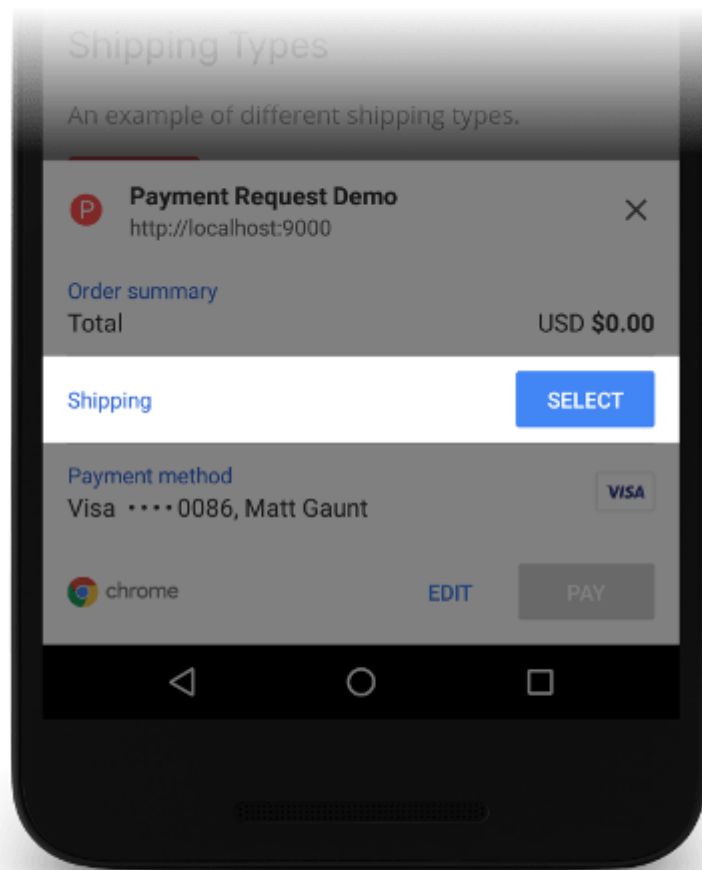 Shipping Types
An example of different shipping types.
P
Payment Request Demo
http://localhost:9000
Order summary
Total USD $0.00
Shipping SELECT
Payment method
Visa ····0086, Matt Gaunt VISA
chrome EDIT PAY